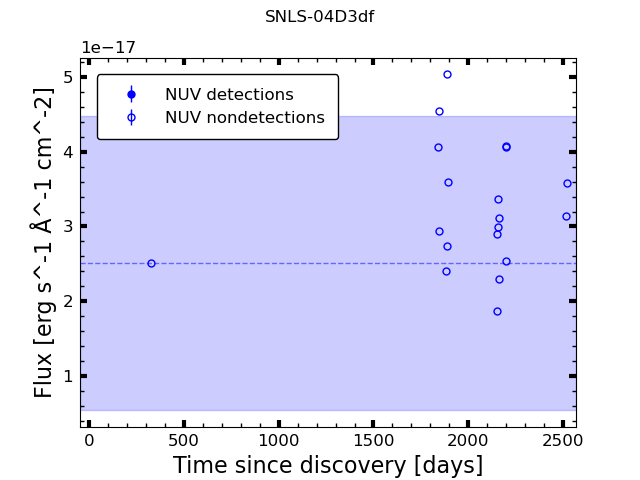 SNLS-04D3df
1e−17
NUV detections
NUV nondetections
5
4
3
2
1
Flux [erg s^-1 Å^-1 cm^-2]
0 500 1000 1500 2000 2500
Time since discovery [days]